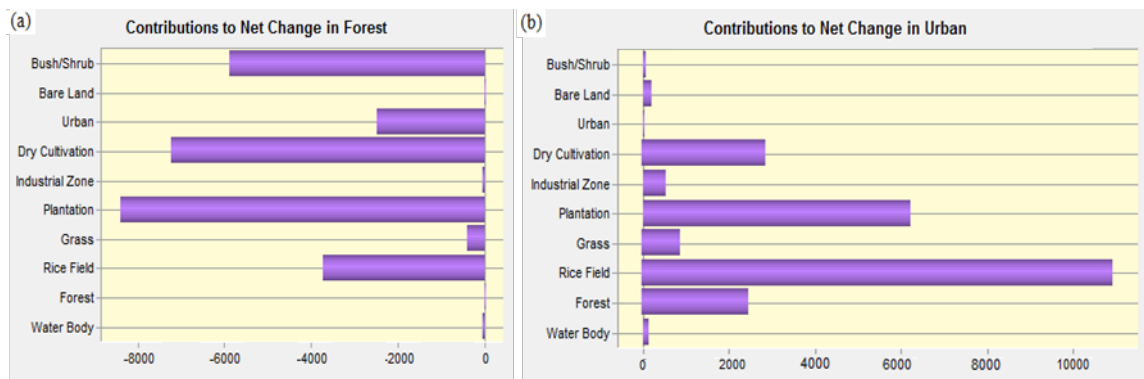 (a)
Contributions to Net Change in Forest
Bush/Shrub
Bare Land
Urban
Dry Cultivation
Industrial Zone
Plantation
Grass
Rice Field
Forest
Water Body
-8000 -6000 -4000 -2000 0
(b)
Contributions to Net Change in Urban
Bush/Shrub
Bare Land
Urban
Dry Cultivation
Industrial Zone
Plantation
Grass
Rice Field
Forest
Water Body
0 2000 4000 6000 8000 10000